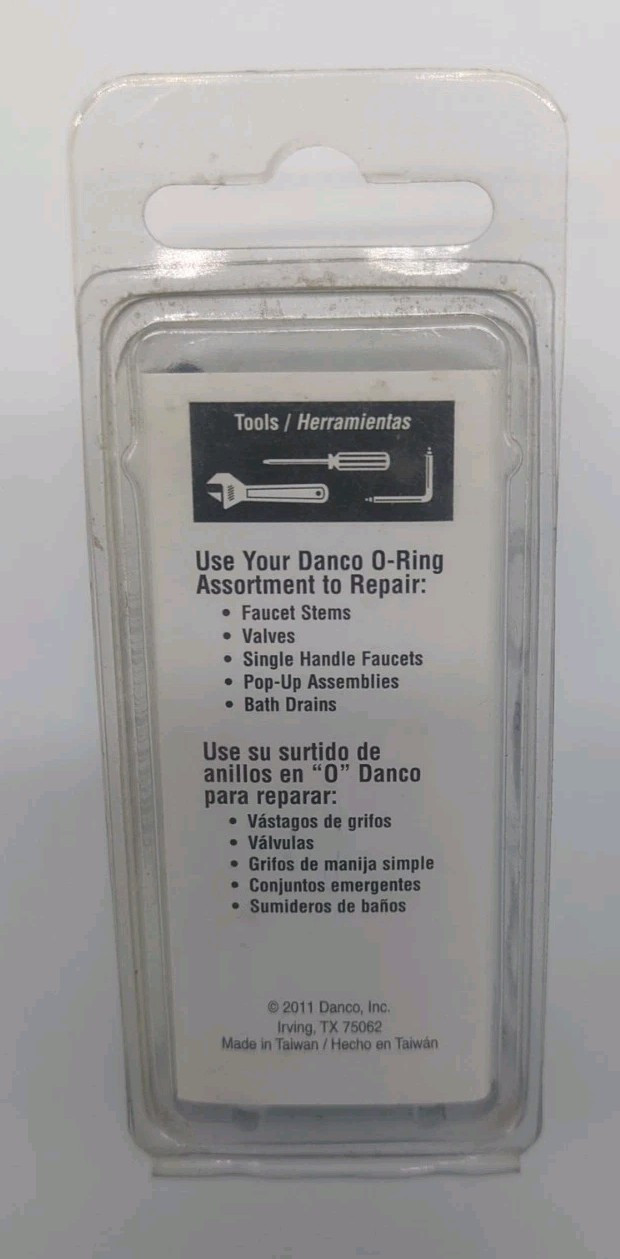 Tools / Herramientas
Use Your Danco O-Ring
Assortment to Repair:
• Faucet Stems
• Valves
• Single Handle Faucets
• Pop-Up Assemblies
• Bath Drains
Use su surtido de
anillos en “O” Danco
para reparar:
• Vástagos de grifos
• Válvulas
• Grifos de manija simple
• Conjuntos emergentes
• Sumideros de baños
© 2011 Danco, Inc.
Irving, TX 75062
Made in Taiwan / Hecho en Taiwán